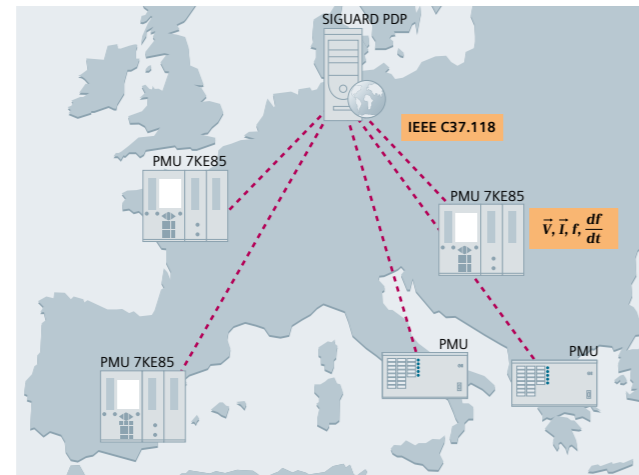 SIGUARD PDP
IEEE C37.118
PMU 7KE85
PMU 7KE85
V⃗, I⃗, f, df/dt
PMU
PMU
PMU 7KE85